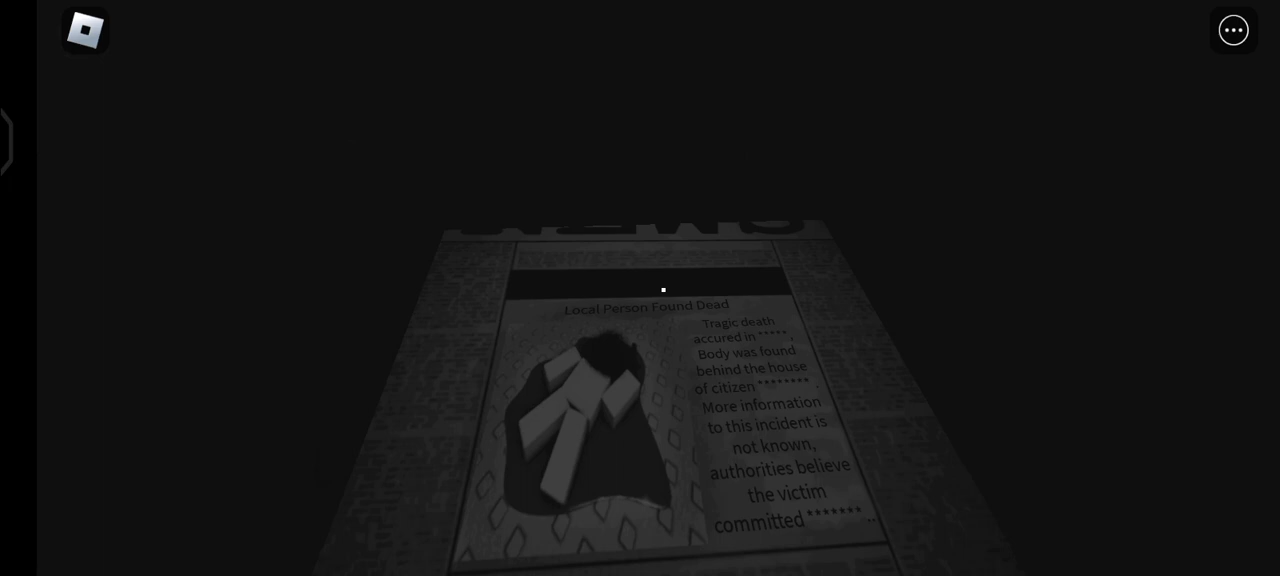 NEWS
Local Person Found Dead
Tragic death
accured in ***** .
Body was found
behind the house
of citizen ******** .
More information
to this incident is
not known,
authorities believe
the victim
committed ******* ..